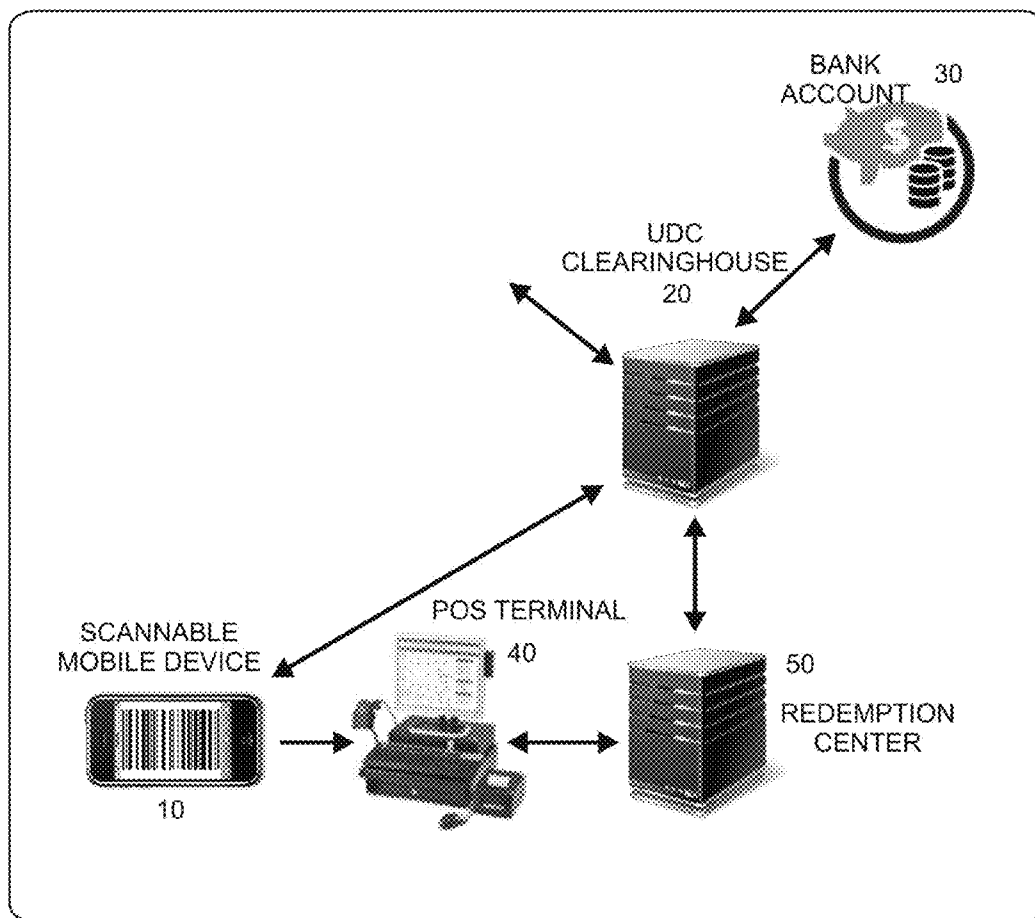 BANK
ACCOUNT
30
$
UDC
CLEARINGHOUSE
20
POS TERMINAL
40
SCANNABLE
MOBILE DEVICE
10
50
REDEMPTION
CENTER